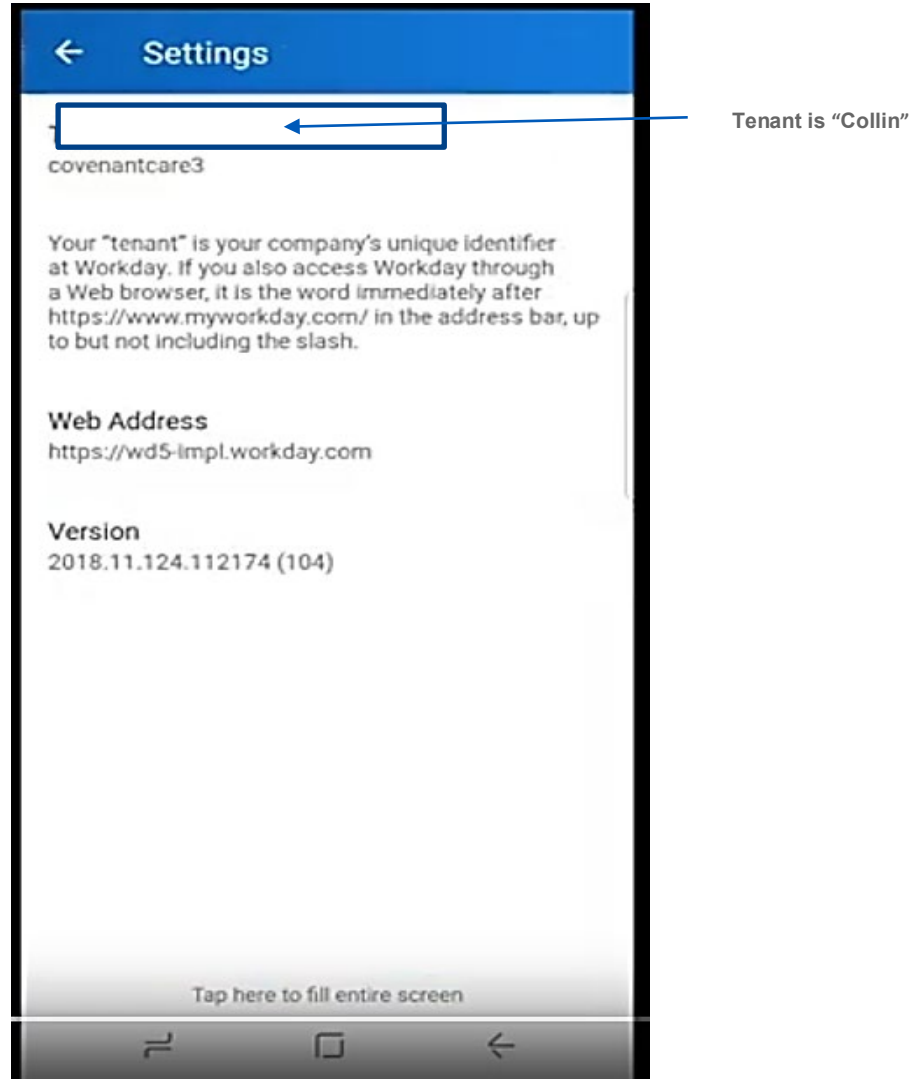 Settings
Tenant is “Collin”
covenantcare3
Your “tenant” is your company's unique identifier
at Workday. If you also access Workday through
a Web browser, it is the word immediately after
https://www.myworkday.com/ in the address bar, up
to but not including the slash.
Web Address
https://wd5-impl.workday.com
Version
2018.11.124.112174 (104)
Tap here to fill entire screen